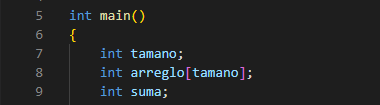 5 int main()
6 {
7 int tamano;
8 int arreglo[tamano];
9 int suma;